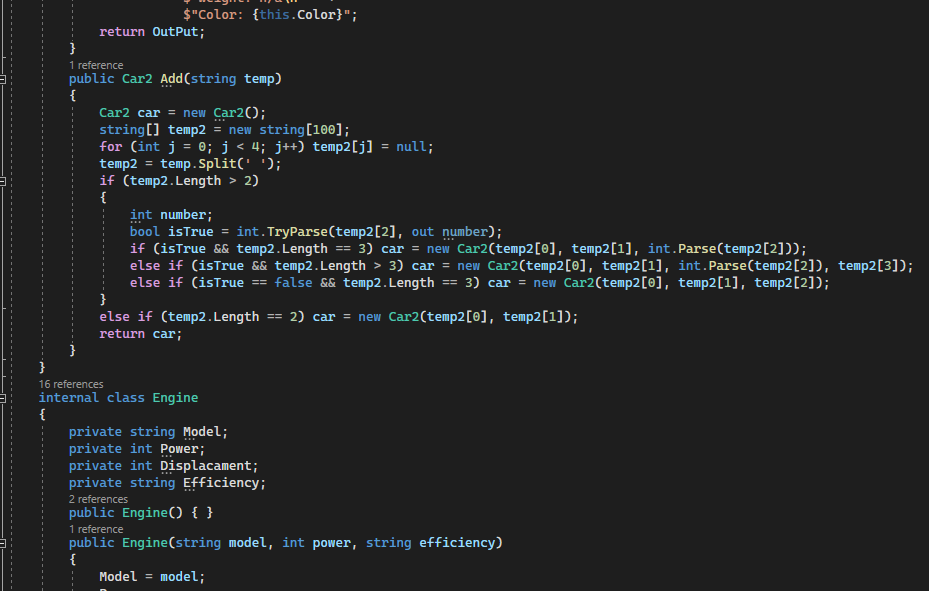 $"Color: {this.Color}";
return OutPut;
}
1 reference
public Car2 Add(string temp)
{
Car2 car = new Car2();
string[] temp2 = new string[100];
for (int j = 0; j < 4; j++) temp2[j] = null;
temp2 = temp.Split(' ');
if (temp2.Length > 2)
{
int number;
bool isTrue = int.TryParse(temp2[2], out number);
if (isTrue && temp2.Length == 3) car = new Car2(temp2[0], temp2[1], int.Parse(temp2[2]));
else if (isTrue && temp2.Length > 3) car = new Car2(temp2[0], temp2[1], int.Parse(temp2[2]), temp2[3]);
else if (isTrue == false && temp2.Length == 3) car = new Car2(temp2[0], temp2[1], temp2[2]);
}
else if (temp2.Length == 2) car = new Car2(temp2[0], temp2[1]);
return car;
}
}
16 references
internal class Engine
{
private string Model;
private int Power;
private int Displacament;
private string Efficiency;
2 references
public Engine() { }
1 reference
public Engine(string model, int power, string efficiency)
{
Model = model;